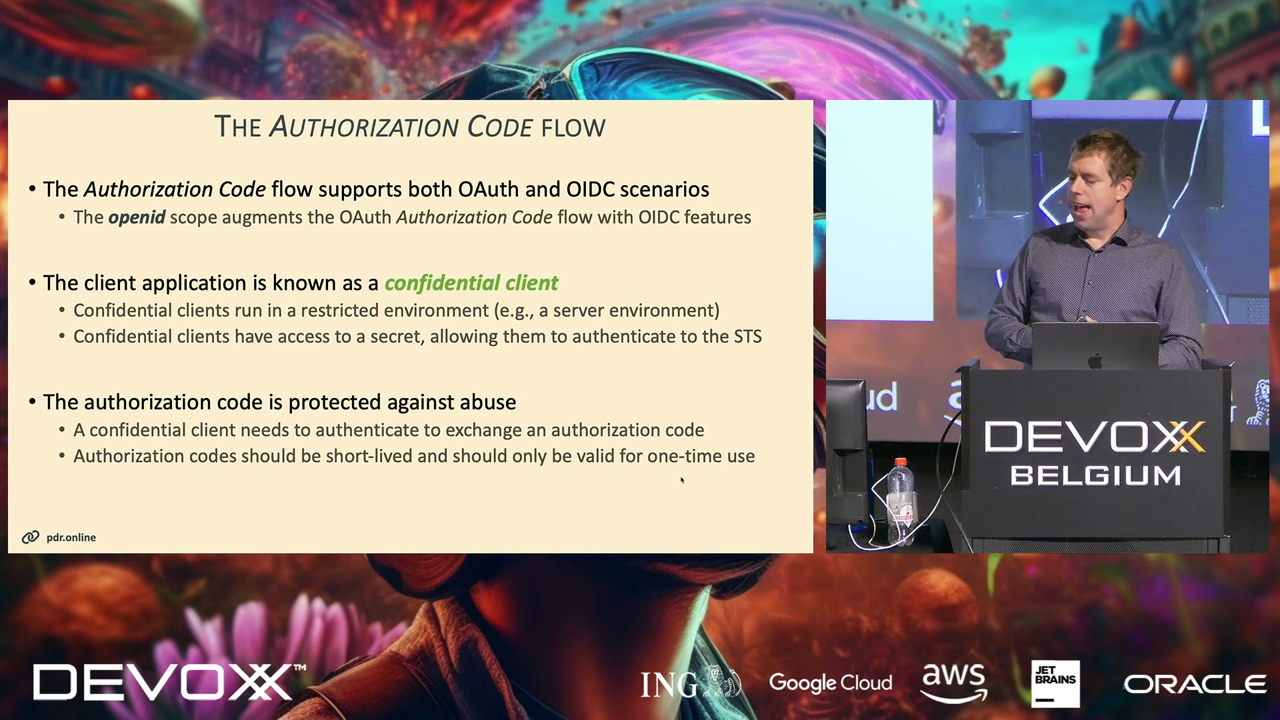 THE AUTHORIZATION CODE FLOW
• The Authorization Code flow supports both OAuth and OIDC scenarios
• The openid scope augments the OAuth Authorization Code flow with OIDC features
• The client application is known as a confidential client
• Confidential clients run in a restricted environment (e.g., a server environment)
• Confidential clients have access to a secret, allowing them to authenticate to the STS
• The authorization code is protected against abuse
• A confidential client needs to authenticate to exchange an authorization code
• Authorization codes should be short-lived and should only be valid for one-time use
pdr.online
ud
DEVOXX
BELGIUM
DEVOXX™
ING
Google Cloud
aws
JET
BRAINS
ORACLE